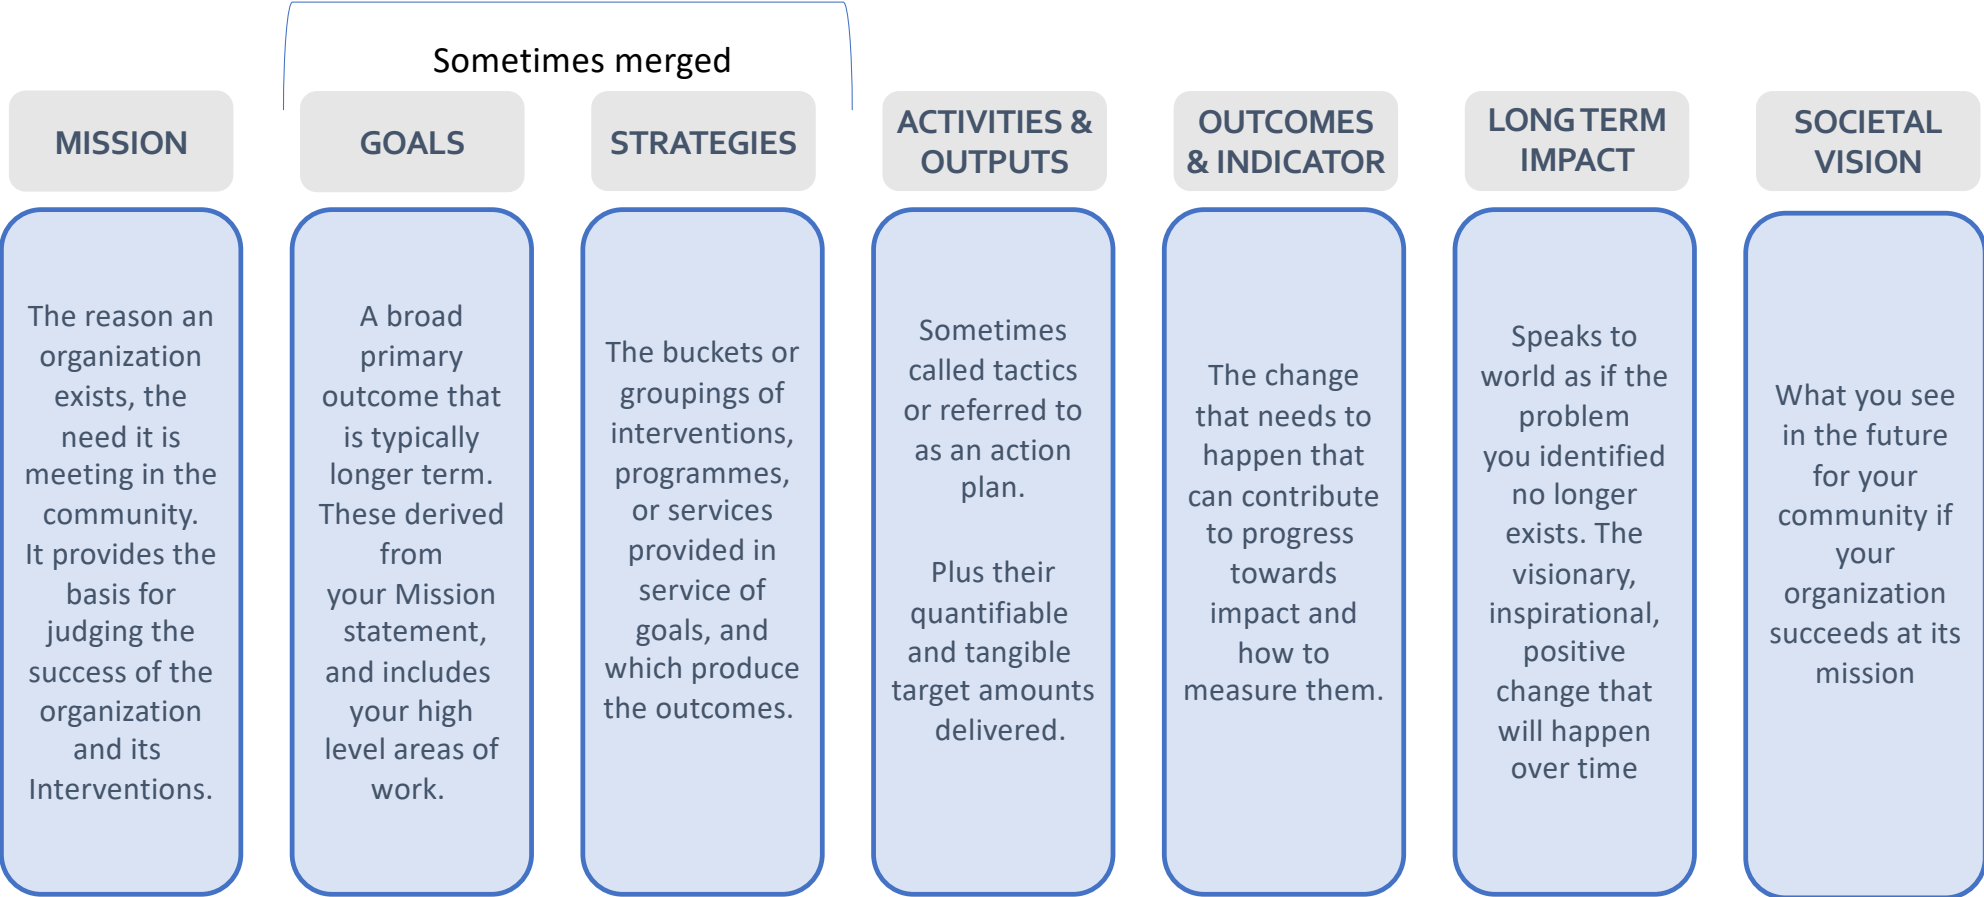 Sometimes merged
MISSION
The reason an
organization
exists, the
need it is
meeting in the
community.
It provides the
basis for
judging the
success of the
organization
and its
Interventions.
GOALS
A broad
primary
outcome that
is typically
longer term.
These derived
from
your Mission
statement,
and includes
your high
level areas of
work.
STRATEGIES
The buckets or
groupings of
interventions,
programmes,
or services
provided in
service of
goals, and
which produce
the outcomes.
ACTIVITIES &
OUTPUTS
Sometimes
called tactics
or referred to
as an action
plan.
Plus their
quantifiable
and tangible
target amounts
delivered.
OUTCOMES
& INDICATOR
The change
that needs to
happen that
can contribute
to progress
towards
impact and
how to
measure them.
LONG TERM
IMPACT
Speaks to
world as if the
problem
you identified
no longer
exists. The
visionary,
inspirational,
positive
change that
will happen
over time
SOCIETAL
VISION
What you see
in the future
for your
community if
your
organization
succeeds at its
mission